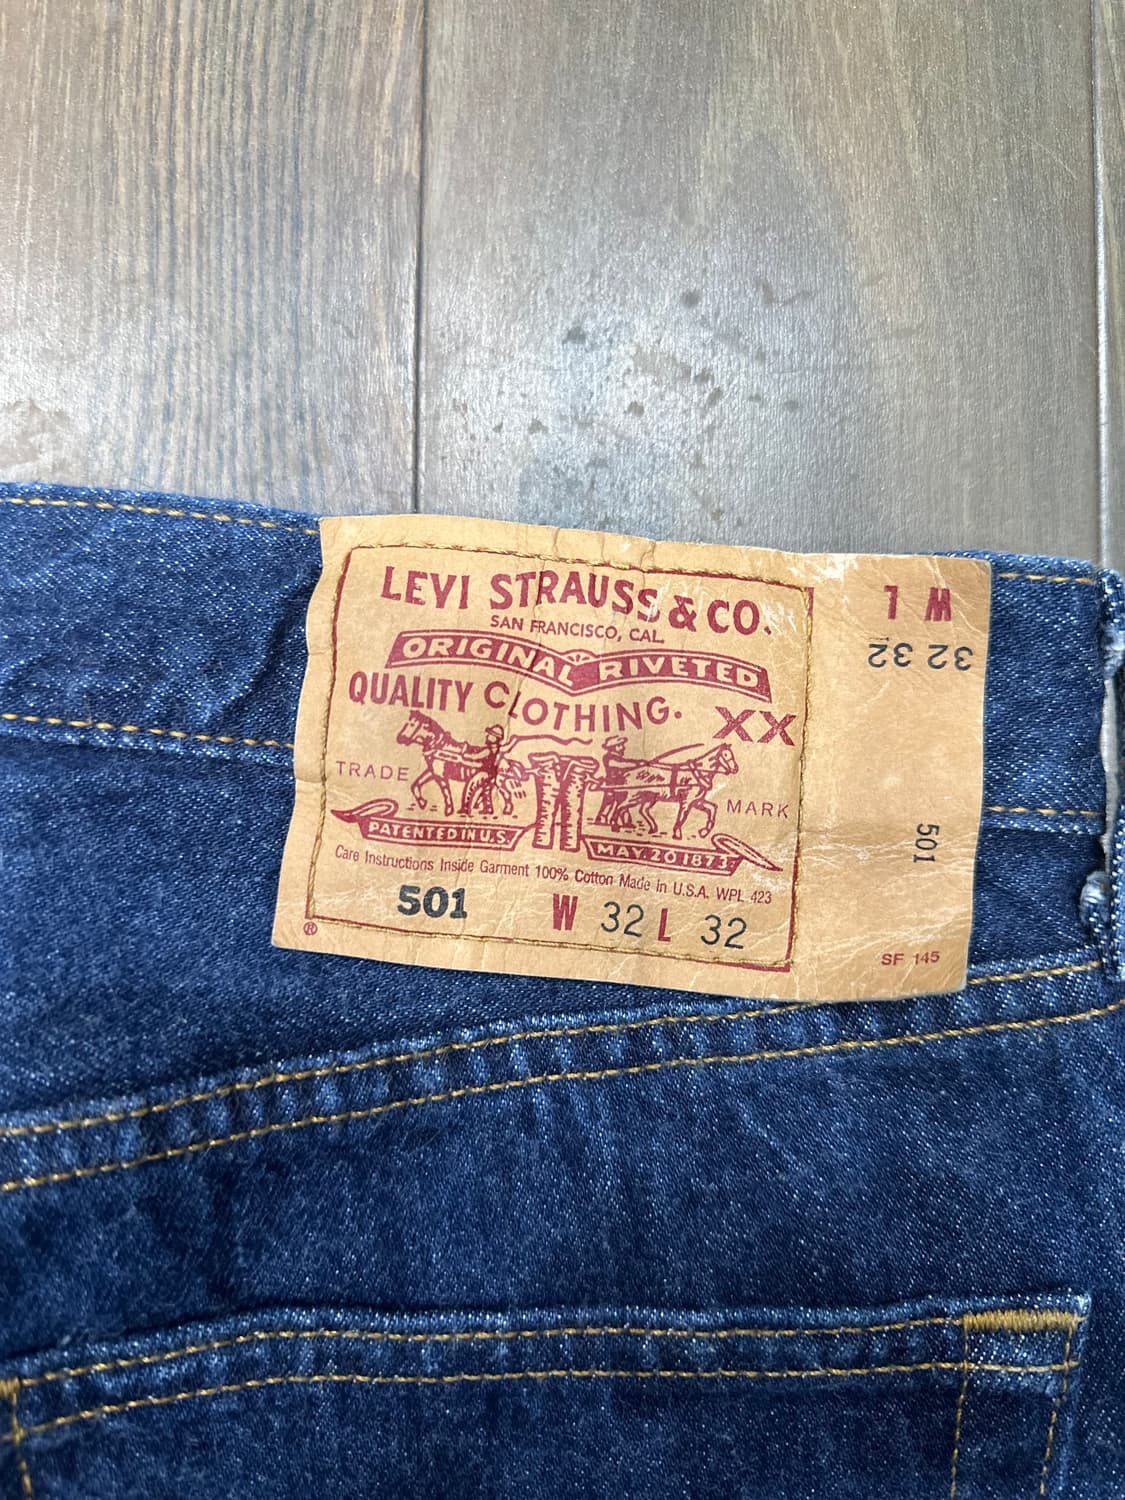 LEVI STRAUSS & CO.
SAN FRANCISCO, CAL.
ORIGINAL RIVETED
QUALITY CLOTHING.
XX
TRADE MARK
PATENTED IN U.S.
MAY 20 1873
Care Instructions Inside Garment 100% Cotton Made in U.S.A. WPL 423
501 W 32 L 32
®
W L
32 32
501
SF 145